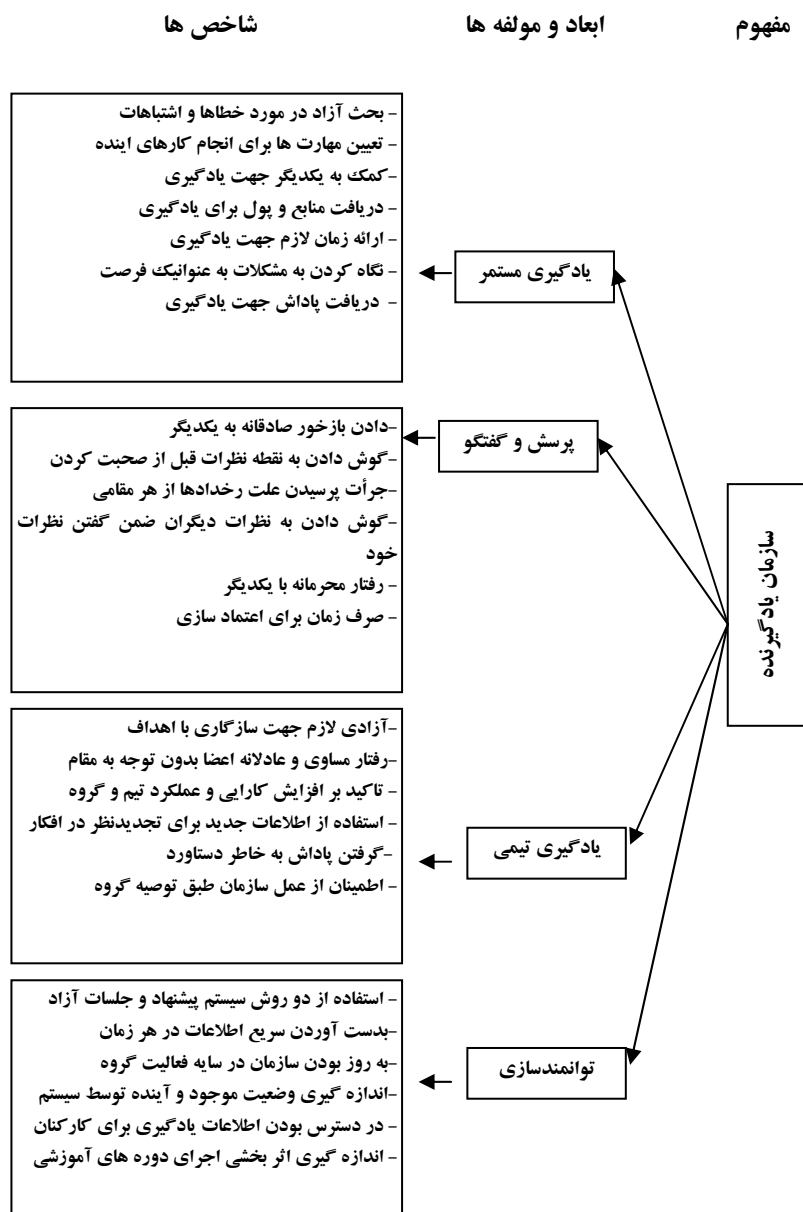 مفهوم
ابعاد و مولفه ها
شاخص ها
سازمان یادگیرنده
یادگیری مستمر
- بحث آزاد در مورد خطاها و اشتباهات
- تعیین مهارت ها برای انجام کارهای اینده
-کمک به یکدیگر جهت یادگیری
- دریافت منابع و پول برای یادگیری
- ارائه زمان لازم جهت یادگیری
- نگاه کردن به مشکلات به عنوانیک فرصت
- دریافت پاداش جهت یادگیری
پرسش و گفتگو
-دادن بازخور صادقانه به یکدیگر
-گوش دادن به نقطه نظرات قبل از صحبت کردن
-جرأت پرسیدن علت رخدادها از هر مقامی
-گوش دادن به نظرات دیگران ضمن گفتن نظرات
خود
- رفتار محرمانه با یکدیگر
- صرف زمان برای اعتماد سازی
یادگیری تیمی
-آزادی لازم جهت سازگاری با اهداف
-رفتار مساوی و عادلانه اعضا بدون توجه به مقام
- تاکید بر افزایش کارایی و عملکرد تیم و گروه
- استفاده از اطلاعات جدید برای تجدیدنظر در افکار
-گرفتن پاداش به خاطر دستاورد
- اطمینان از عمل سازمان طبق توصیه گروه
توانمندسازی
- استفاده از دو روش سیستم پیشنهاد و جلسات آزاد
-بدست آوردن سریع اطلاعات در هر زمان
-به روز بودن سازمان در سایه فعالیت گروه
-اندازه گیری وضعیت موجود و آینده توسط سیستم
- در دسترس بودن اطلاعات یادگیری برای کارکنان
- اندازه گیری اثر بخشی اجرای دوره های آموزشی